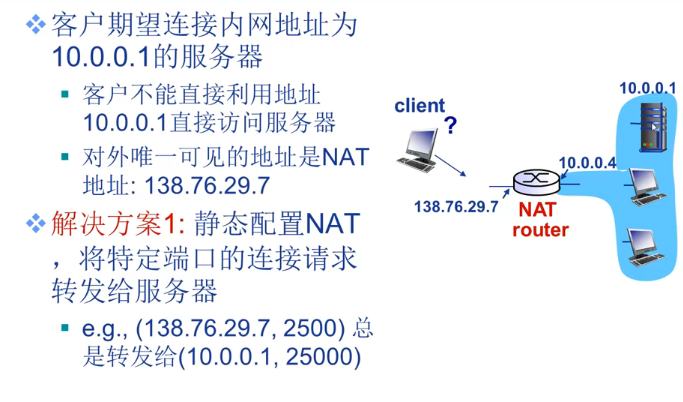 客户期望连接内网地址为
10.0.0.1的服务器
客户不能直接利用地址
10.0.0.1直接访问服务器
对外唯一可见的地址是NAT
地址: 138.76.29.7
解决方案1: 静态配置NAT
，将特定端口的连接请求
转发给服务器
e.g., (138.76.29.7, 2500) 总
是转发给(10.0.0.1, 25000)
10.0.0.1
client
?
10.0.0.4
138.76.29.7
NAT
router